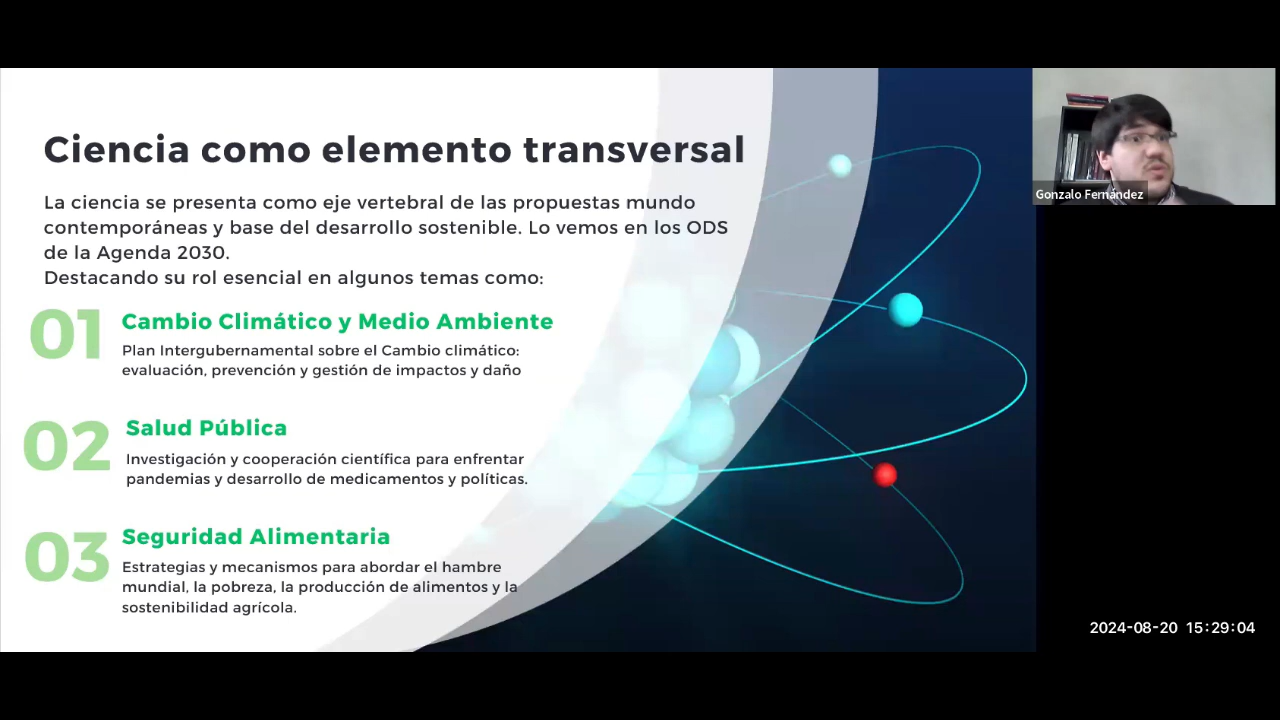 Ciencia como elemento transversal
La ciencia se presenta como eje vertebral de las propuestas mundo
contemporáneas y base del desarrollo sostenible. Lo vemos en los ODS
de la Agenda 2030.
Destacando su rol esencial en algunos temas como:
01
Cambio Climático y Medio Ambiente
Plan Intergubernamental sobre el Cambio climático:
evaluación, prevención y gestión de impactos y daño
02
Salud Pública
Investigación y cooperación científica para enfrentar
pandemias y desarrollo de medicamentos y políticas.
03
Seguridad Alimentaria
Estrategias y mecanismos para abordar el hambre
mundial, la pobreza, la producción de alimentos y la
sostenibilidad agrícola.
Gonzalo Fernández
2024-08-20 15:29:04